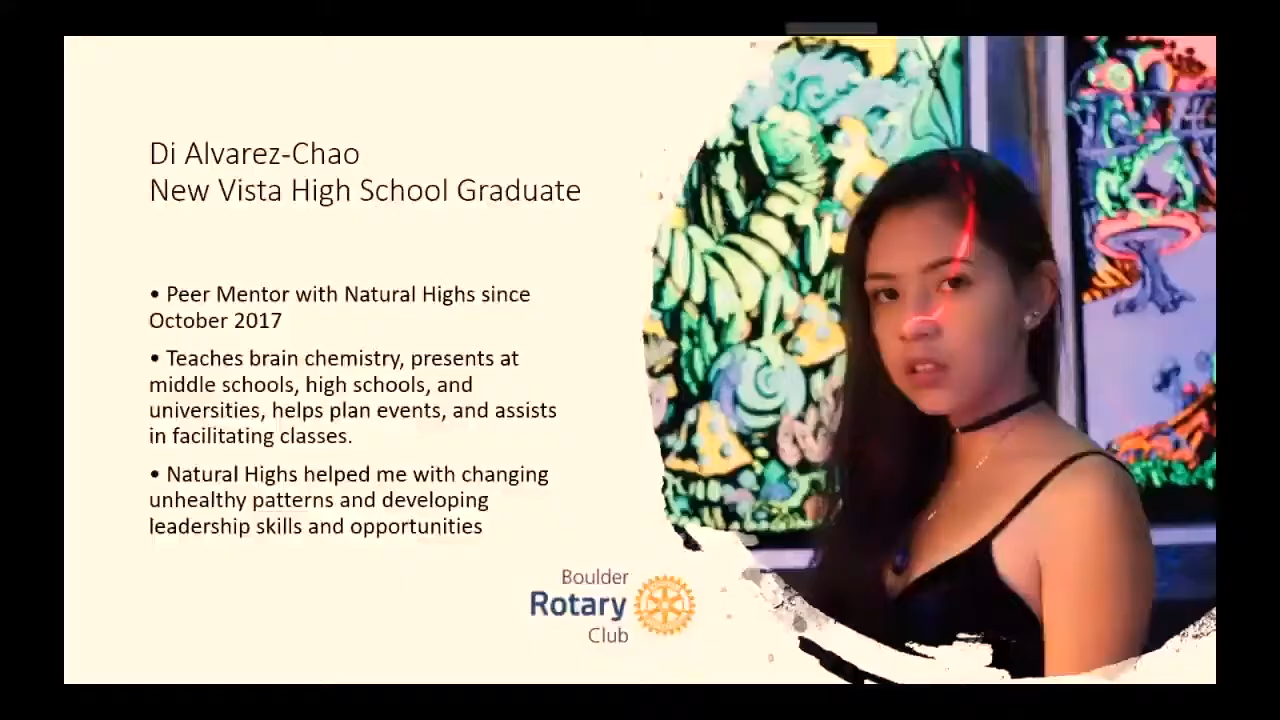 Di Alvarez-Chao
New Vista High School Graduate
• Peer Mentor with Natural Highs since
October 2017
• Teaches brain chemistry, presents at
middle schools, high schools, and
universities, helps plan events, and assists
in facilitating classes.
• Natural Highs helped me with changing
unhealthy patterns and developing
leadership skills and opportunities
Boulder
Rotary
Club